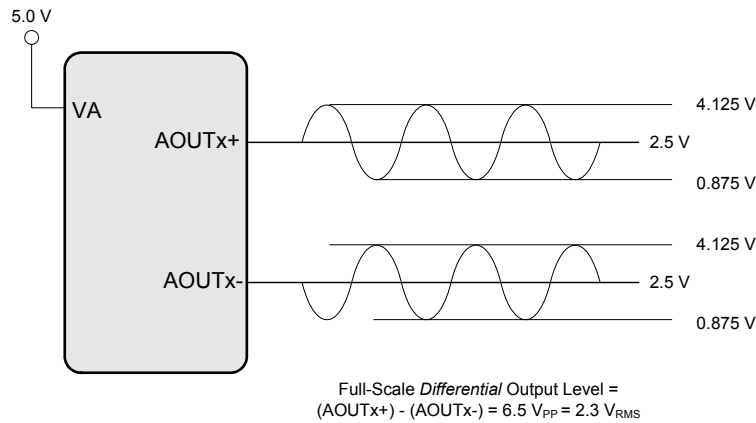 5.0 V
VA
AOUTx+
4.125 V
2.5 V
0.875 V
AOUTx-
4.125 V
2.5 V
0.875 V
Full-Scale Differential Output Level =
(AOUTx+) - (AOUTx-) = 6.5 VPP = 2.3 VRMS